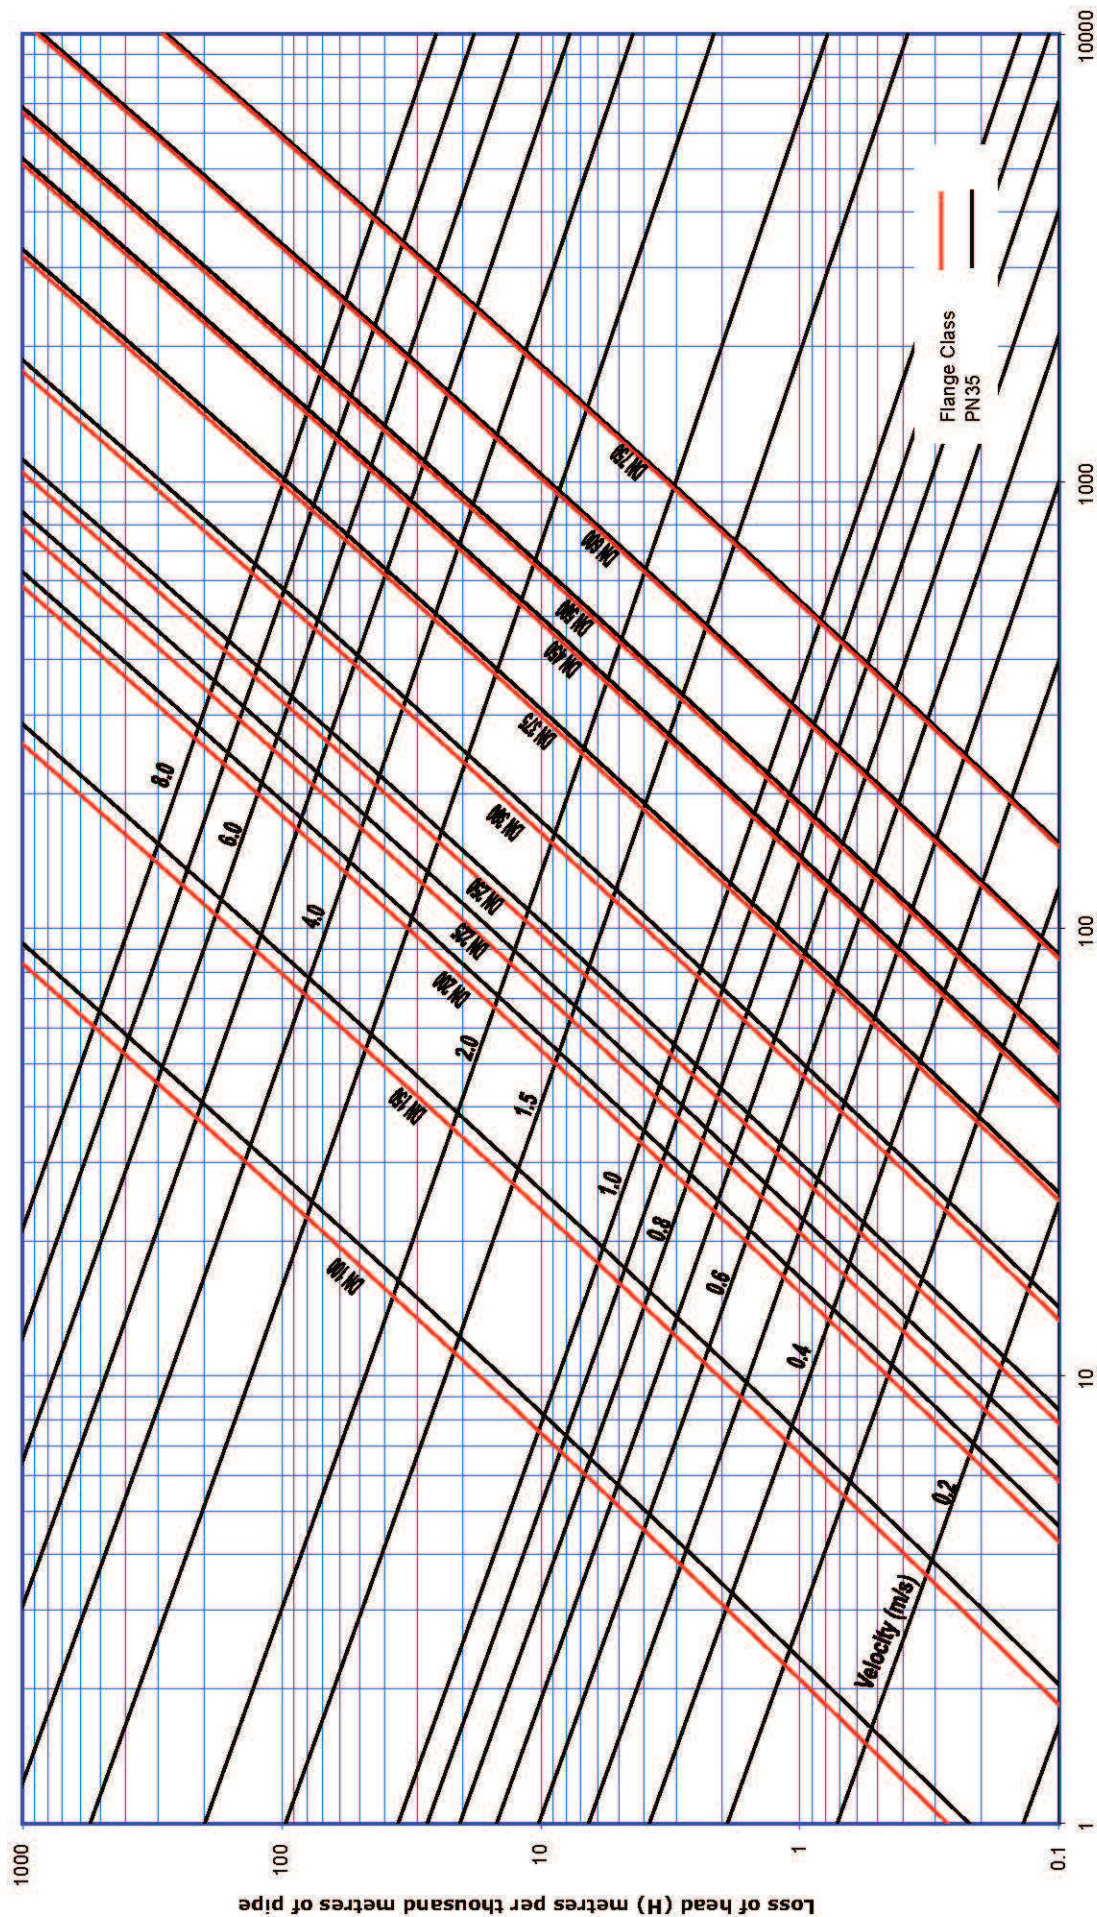 Loss of head (H) metres per thousand metres of pipe
1000
100
10
1
0.1
1
10
100
1000
10000
8.0
6.0
4.0
2.0
1.5
1.0
0.8
0.6
0.4
0.2
Velocity (m/s)
DN 100
DN 150
DN 200
DN 225
DN 250
DN 300
DN 375
DN 450
DN 500
DN 600
DN 750
Flange Class
PN35